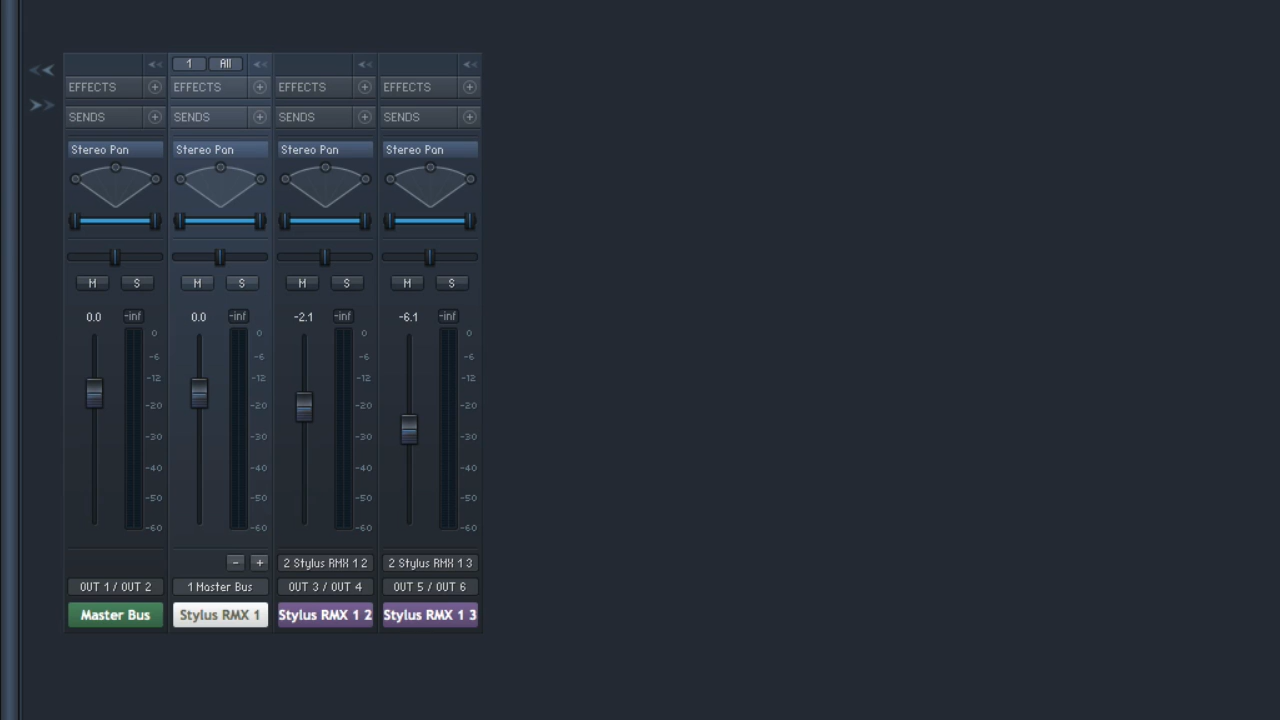 1 All
EFFECTS EFFECTS EFFECTS EFFECTS
SENDS SENDS SENDS SENDS
Stereo Pan Stereo Pan Stereo Pan Stereo Pan
M S M S M S M S
0.0 -inf 0.0 -inf -2.1 -inf -6.1 -inf
0 0 0 0
-6 -6 -6 -6
-12 -12 -12 -12
-20 -20 -20 -20
-30 -30 -30 -30
-40 -40 -40 -40
-50 -50 -50 -50
-60 -60 -60 -60
- + 2 Stylus RMX 1 2 2 Stylus RMX 1 3
OUT 1 / OUT 2 1 Master Bus OUT 3 / OUT 4 OUT 5 / OUT 6
Master Bus Stylus RMX 1 Stylus RMX 1 2 Stylus RMX 1 3